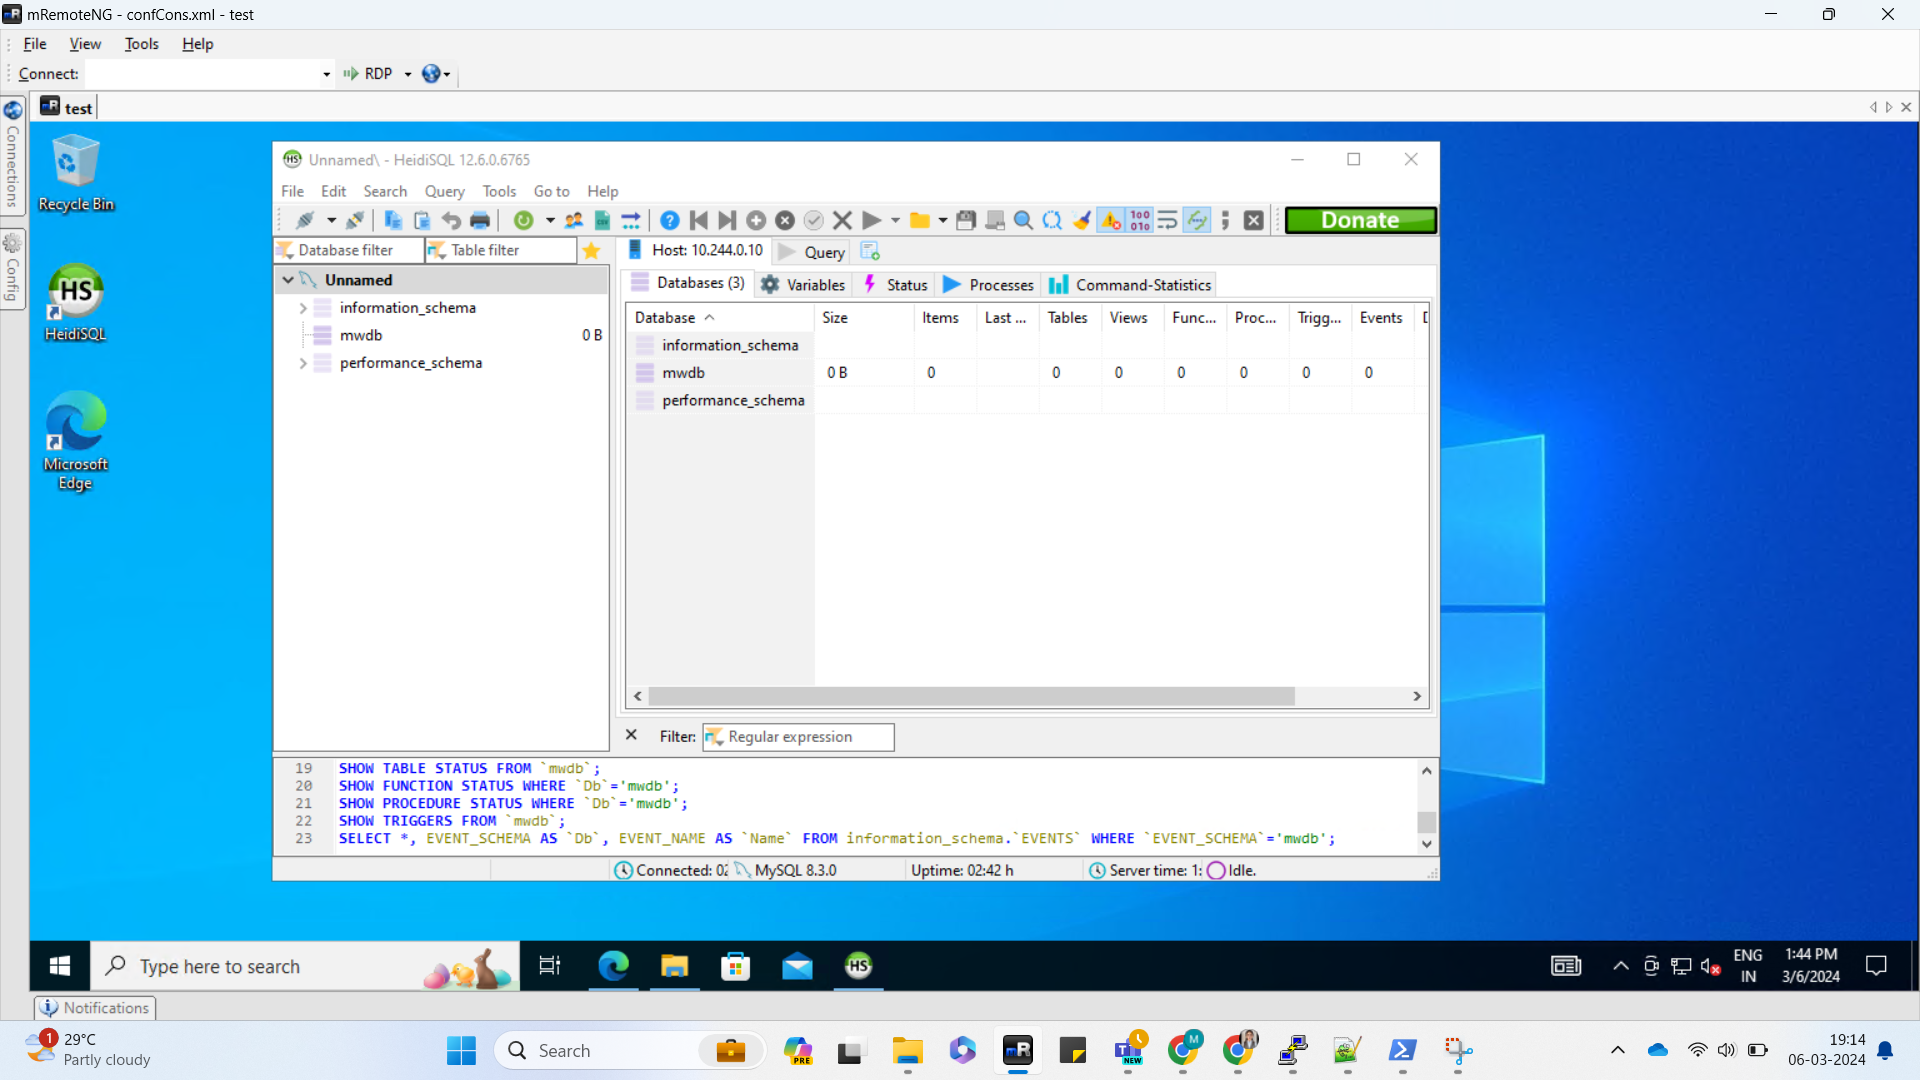 mRemoteNG - confCons.xml - test
File View Tools Help
Connect: RDP
test
Connections
Config
Recycle Bin
HeidiSQL
Microsoft Edge
Unnamed\ - HeidiSQL 12.6.0.6765
File Edit Search Query Tools Go to Help
Donate
Database filter Table filter
Host: 10.244.0.10 Query
Unnamed
information_schema
mwdb 0 B
performance_schema
Databases (3) Variables Status Processes Command-Statistics
Database Size Items Last ... Tables Views Func... Proc... Trigg... Events
information_schema
mwdb 0 B 0 0 0 0 0 0 0
performance_schema
Filter: Regular expression
19 SHOW TABLE STATUS FROM `mwdb`;
20 SHOW FUNCTION STATUS WHERE `Db`='mwdb';
21 SHOW PROCEDURE STATUS WHERE `Db`='mwdb';
22 SHOW TRIGGERS FROM `mwdb`;
23 SELECT *, EVENT_SCHEMA AS `Db`, EVENT_NAME AS `Name` FROM information_schema.`EVENTS` WHERE `EVENT_SCHEMA`='mwdb';
Connected: 02 MySQL 8.3.0 Uptime: 02:42 h Server time: 1: Idle.
Type here to search
ENG
IN
1:44 PM
3/6/2024
Notifications
1
29°C
Partly cloudy
Search
PRE
NEW
M
19:14
06-03-2024